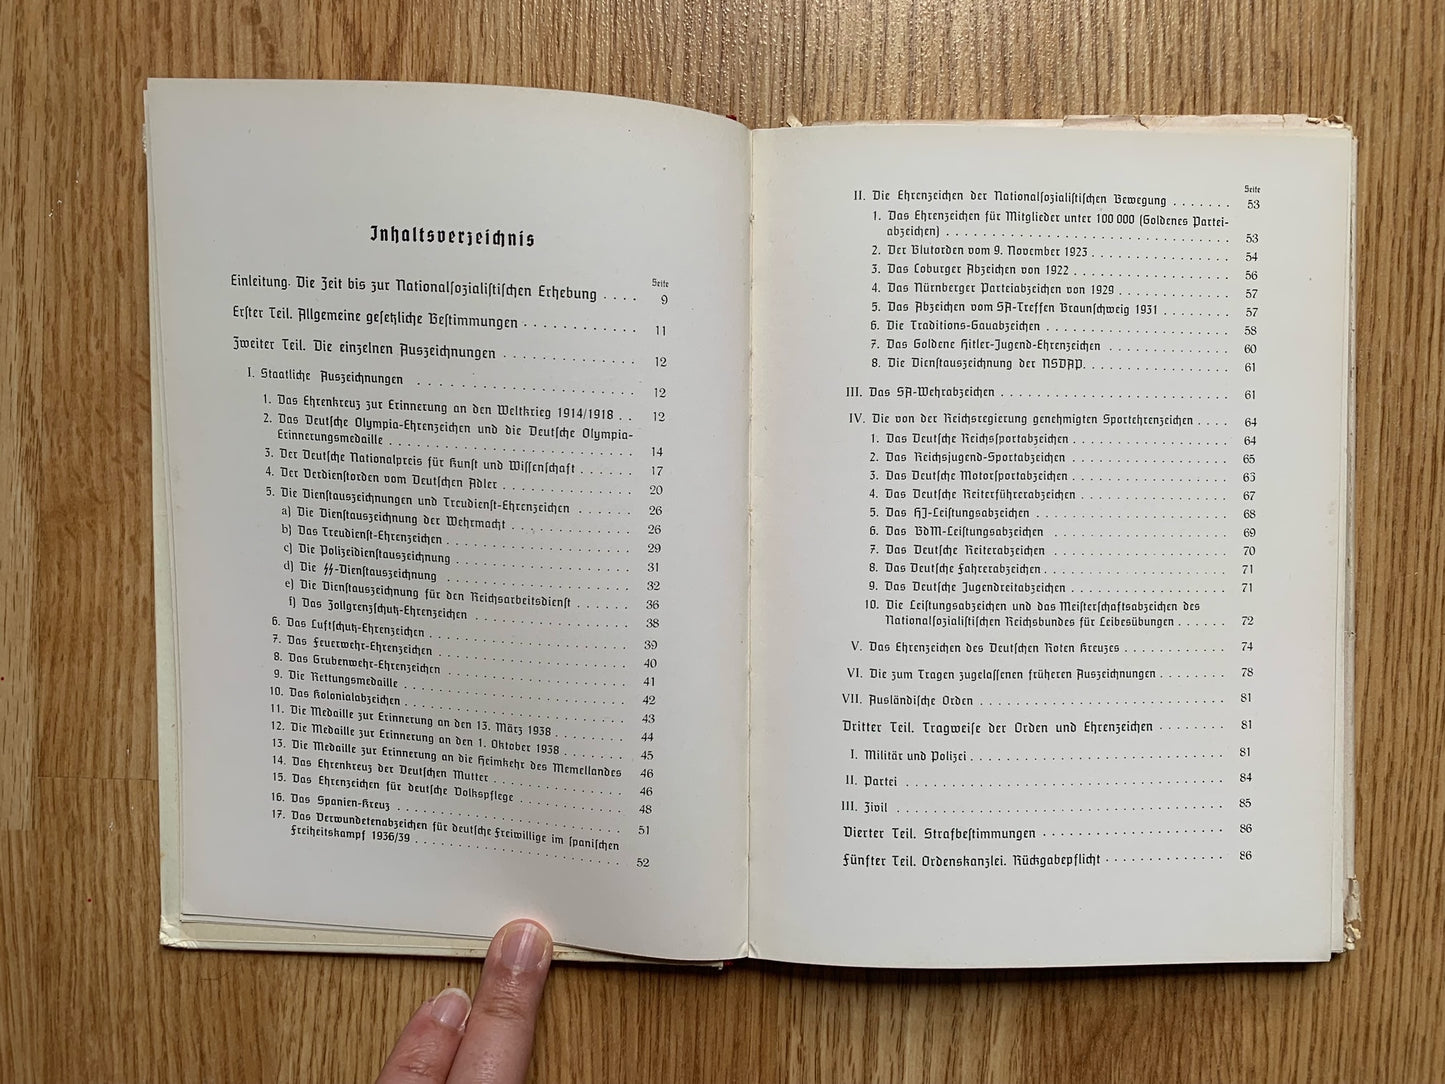 Inhaltsverzeichnis
Seite
Einleitung. Die Zeit bis zur Nationalsozialistischen Erhebung . . . . 9
Erster Teil. Allgemeine gesetzliche Bestimmungen . . . . . . . . . . . . 11
Zweiter Teil. Die einzelnen Auszeichnungen . . . . . . . . . . . . . . 12
I. Staatliche Auszeichnungen . . . . . . . . . . . . . . . . . . . 12
1. Das Ehrenkreuz zur Erinnerung an den Weltkrieg 1914/1918 . . 12
2. Das Deutsche Olympia-Ehrenzeichen und die Deutsche Olympia-
Erinnerungsmedaille . . . . . . . . . . . . . . . . . . . . . 14
3. Der Deutsche Nationalpreis für Kunst und Wissenschaft . . . . . . 17
4. Der Verdienstorden vom Deutschen Adler . . . . . . . . . . . . 20
5. Die Dienstauszeichnungen und Treudienst-Ehrenzeichen . . . . . . 26
a) Die Dienstauszeichnung der Wehrmacht . . . . . . . . . . . 26
b) Das Treudienst-Ehrenzeichen . . . . . . . . . . . . . . . 29
c) Die Polizeidienstauszeichnung . . . . . . . . . . . . . . . 31
d) Die ᛋᛋ-Dienstauszeichnung . . . . . . . . . . . . . . . . 32
e) Die Dienstauszeichnung für den Reichsarbeitsdienst . . . . . . 36
f) Das Zollgrenzschutz-Ehrenzeichen . . . . . . . . . . . . . . 38
6. Das Luftschutz-Ehrenzeichen . . . . . . . . . . . . . . . . . 39
7. Das Feuerwehr-Ehrenzeichen . . . . . . . . . . . . . . . . . 40
8. Das Grubenwehr-Ehrenzeichen . . . . . . . . . . . . . . . . 41
9. Die Rettungsmedaille . . . . . . . . . . . . . . . . . . . . 42
10. Das Kolonialabzeichen . . . . . . . . . . . . . . . . . . . 43
11. Die Medaille zur Erinnerung an den 13. März 1938 . . . . . . . . 44
12. Die Medaille zur Erinnerung an den 1. Oktober 1938 . . . . . . . 45
13. Die Medaille zur Erinnerung an die Heimkehr des Memellandes 46
14. Das Ehrenkreuz der Deutschen Mutter . . . . . . . . . . . . . 46
15. Das Ehrenzeichen für deutsche Volkspflege . . . . . . . . . . . 48
16. Das Spanien-Kreuz . . . . . . . . . . . . . . . . . . . . 51
17. Das Verwundetenabzeichen für deutsche Freiwillige im spanischen
Freiheitskampf 1936/39 . . . . . . . . . . . . . . . . . . . 52
Seite
II. Die Ehrenzeichen der Nationalsozialistischen Bewegung . . . . . . . 53
1. Das Ehrenzeichen für Mitglieder unter 100 000 (Goldenes Partei-
abzeichen) . . . . . . . . . . . . . . . . . . . . . . . . . 53
2. Der Blutorden vom 9. November 1923 . . . . . . . . . . . . . . 54
3. Das Coburger Abzeichen von 1922 . . . . . . . . . . . . . . . 56
4. Das Nürnberger Parteiabzeichen von 1929 . . . . . . . . . . . . 57
5. Das Abzeichen vom SA-Treffen Braunschweig 1931 . . . . . . . 57
6. Die Traditions-Gauabzeichen . . . . . . . . . . . . . . . . . . 58
7. Das Goldene Hitler-Jugend-Ehrenzeichen . . . . . . . . . . . . 60
8. Die Dienstauszeichnung der NSDAP. . . . . . . . . . . . . . . 61
III. Das SA-Wehrabzeichen . . . . . . . . . . . . . . . . . . . . . . 61
IV. Die von der Reichsregierung genehmigten Sportehrenzeichen . . . . 64
1. Das Deutsche Reichssportabzeichen . . . . . . . . . . . . . . . 64
2. Das Reichsjugend-Sportabzeichen . . . . . . . . . . . . . . . . 65
3. Das Deutsche Motorsportabzeichen . . . . . . . . . . . . . . . 65
4. Das Deutsche Reiterführerabzeichen . . . . . . . . . . . . . . . 67
5. Das HJ-Leistungsabzeichen . . . . . . . . . . . . . . . . . . . 68
6. Das BdM-Leistungsabzeichen . . . . . . . . . . . . . . . . . . 69
7. Das Deutsche Reiterabzeichen . . . . . . . . . . . . . . . . . . 70
8. Das Deutsche Fahrerabzeichen . . . . . . . . . . . . . . . . . . 71
9. Das Deutsche Jugendreitabzeichen . . . . . . . . . . . . . . . . 71
10. Die Leistungsabzeichen und das Meisterschaftsabzeichen des
Nationalsozialistischen Reichsbundes für Leibesübungen . . . . . 72
V. Das Ehrenzeichen des Deutschen Roten Kreuzes . . . . . . . . . . . 74
VI. Die zum Tragen zugelassenen früheren Auszeichnungen . . . . . . . 78
VII. Ausländische Orden . . . . . . . . . . . . . . . . . . . . . . . . 81
Dritter Teil. Tragweise der Orden und Ehrenzeichen . . . . . . . . . . 81
I. Militär und Polizei . . . . . . . . . . . . . . . . . . . . . . . . 81
II. Partei . . . . . . . . . . . . . . . . . . . . . . . . . . . . . . 84
III. Zivil . . . . . . . . . . . . . . . . . . . . . . . . . . . . . . 85
Vierter Teil. Strafbestimmungen . . . . . . . . . . . . . . . . . . . . 86
Fünfter Teil. Ordenskanzlei. Rückgabepflicht . . . . . . . . . . . . . 86